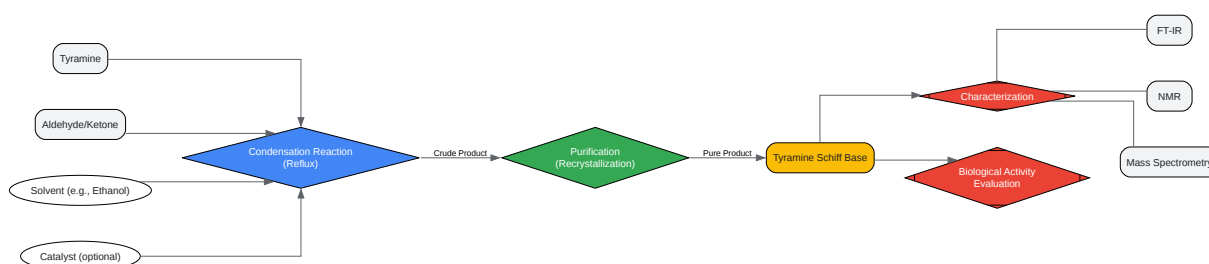 Tyramine
Aldehyde/Ketone
Solvent (e.g., Ethanol)
Catalyst (optional)
Condensation Reaction
(Reflux)
Crude Product
Purification
(Recrystallization)
Pure Product
Tyramine Schiff Base
Characterization
Biological Activity
Evaluation
FT-IR
NMR
Mass Spectrometry